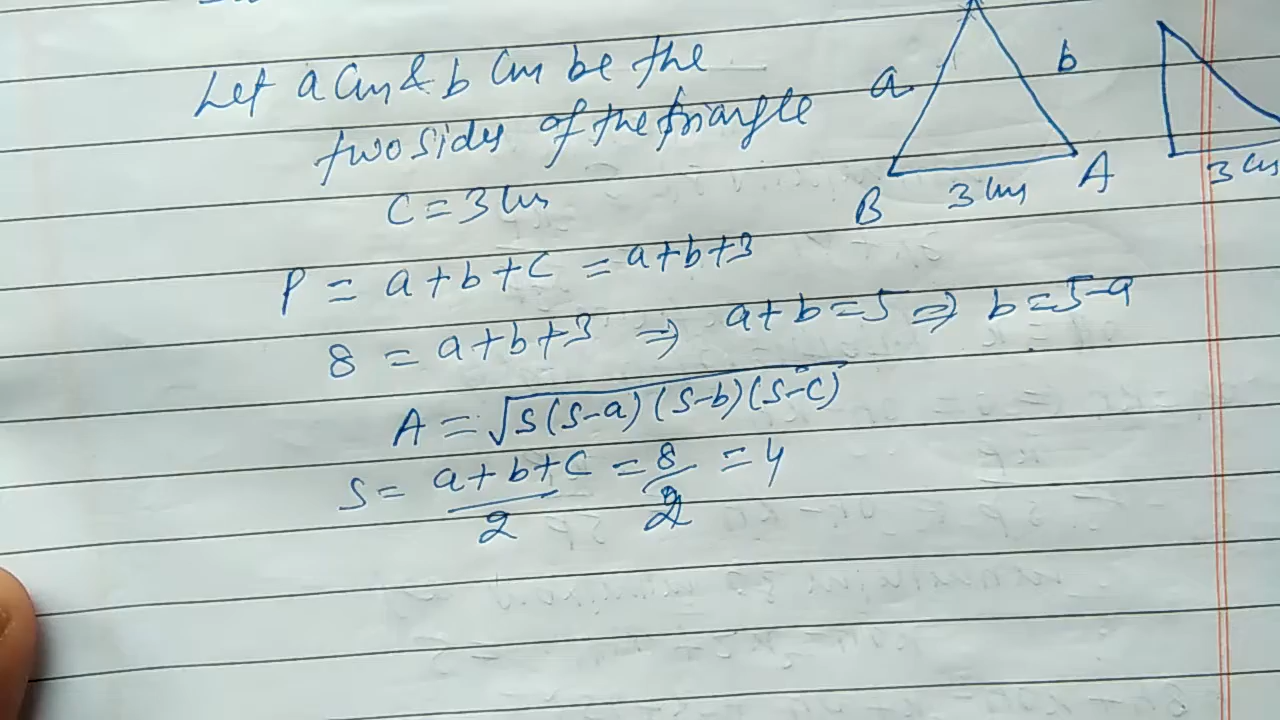 Let a cm & b cm be the
two sides of the triangle
C = 3 cm
P = a + b + c = a + b + 3
8 = a + b + 3 ⇒ a + b = 5 ⇒ b = 5 - a
A = √S(S-a)(S-b)(S-c)
S = a + b + c / 2 = 8 / 2 = 4
a
b
B
3 cm
A
3 cm